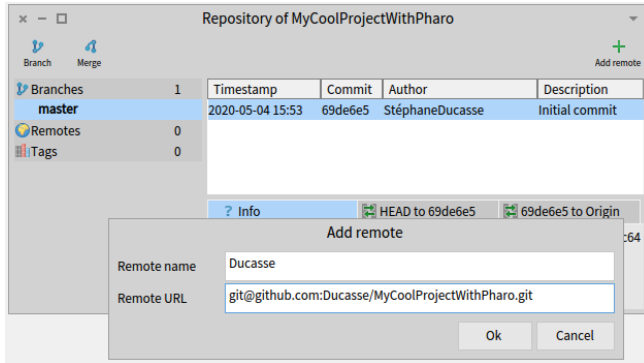 Repository of MyCoolProjectWithPharo
Branch Merge Add remote
Branches 1
master
Remotes 0
Tags 0
Timestamp Commit Author Description
2020-05-04 15:53 69de6e5 StéphaneDucasse Initial commit
? Info HEAD to 69de6e5 69de6e5 to Origin
Add remote
Remote name Ducasse
Remote URL git@github.com:Ducasse/MyCoolProjectWithPharo.git
Ok Cancel